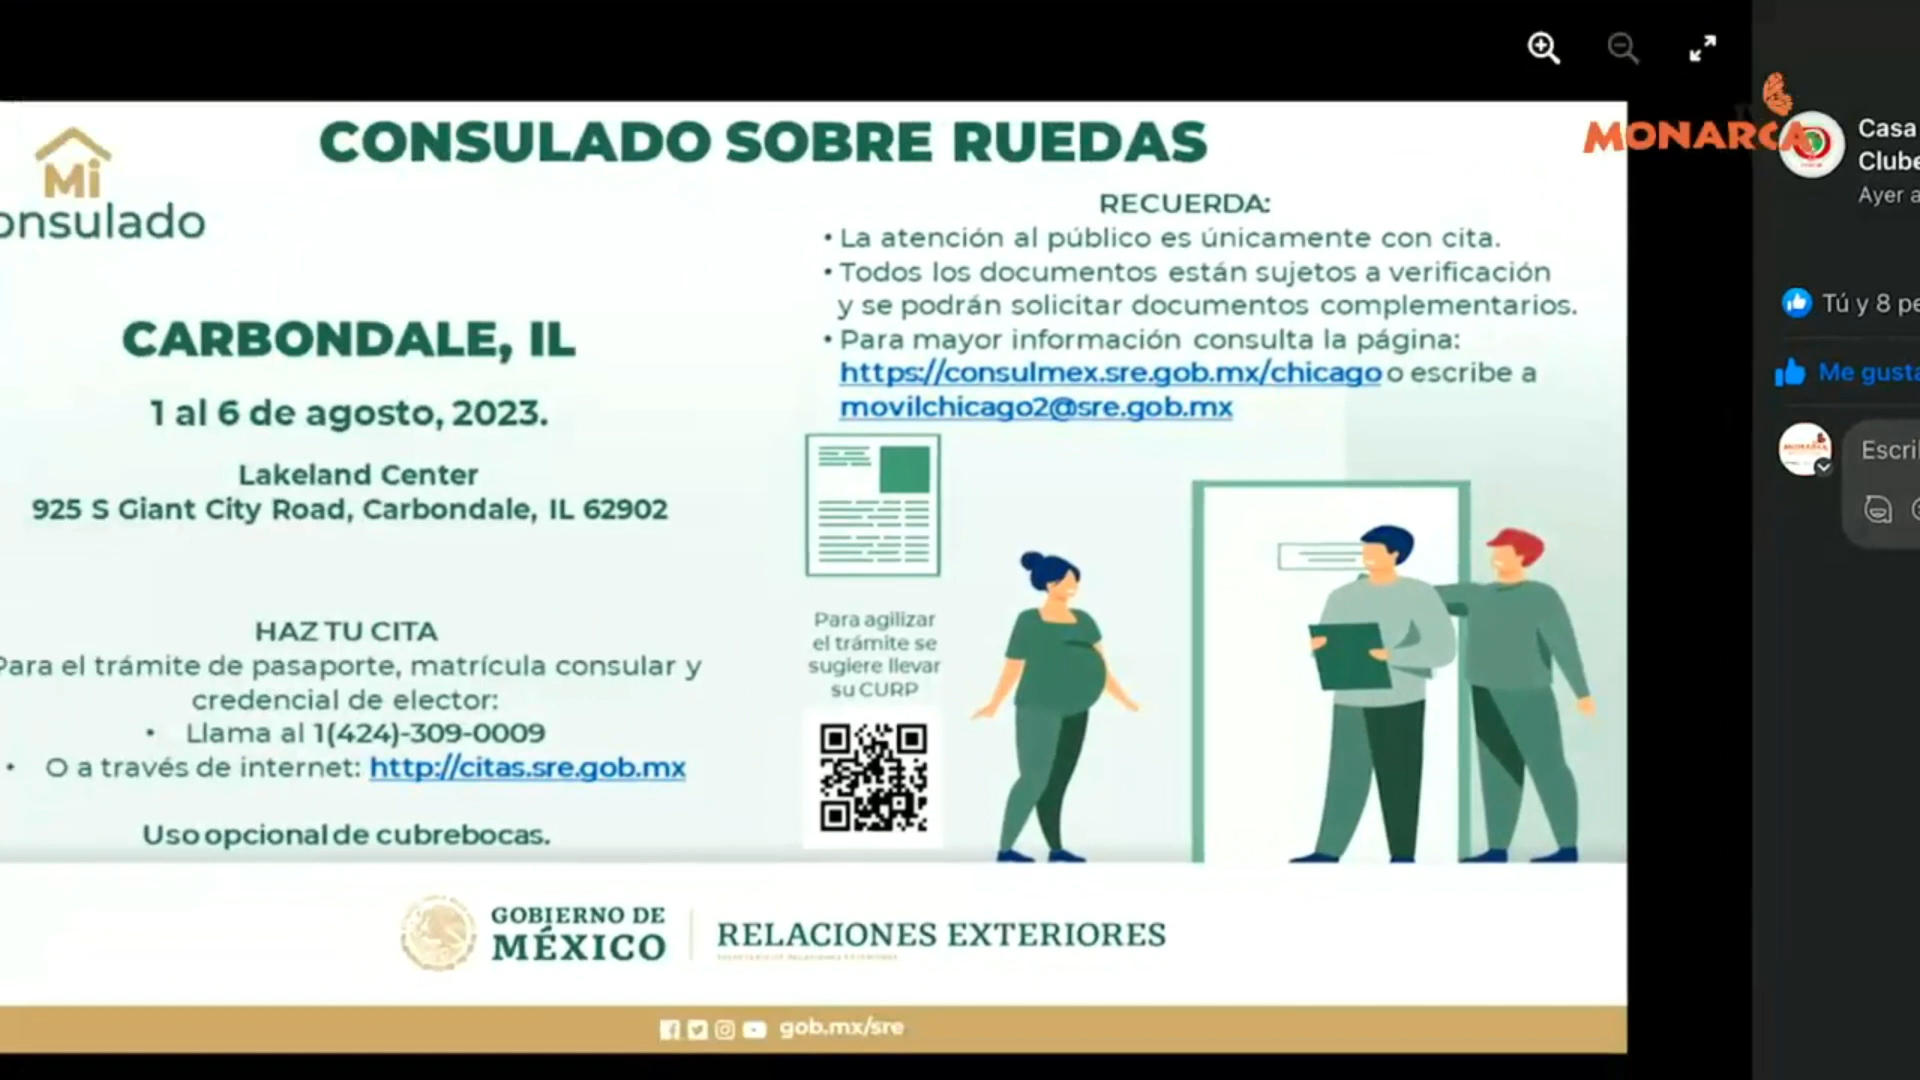 CONSULADO SOBRE RUEDAS
Mi
onsulado
CARBONDALE, IL
1 al 6 de agosto, 2023.
Lakeland Center
925 S Giant City Road, Carbondale, IL 62902
HAZ TU CITA
Para el trámite de pasaporte, matrícula consular y
credencial de elector:
• Llama al 1(424)-309-0009
• O a través de internet: http://citas.sre.gob.mx
Uso opcional de cubrebocas.
RECUERDA:
• La atención al público es únicamente con cita.
• Todos los documentos están sujetos a verificación
y se podrán solicitar documentos complementarios.
• Para mayor información consulta la página:
https://consulmex.sre.gob.mx/chicago o escribe a
movilchicago2@sre.gob.mx
Para agilizar
el trámite se
sugiere llevar
su CURP
GOBIERNO DE
MÉXICO
RELACIONES EXTERIORES
gob.mx/sre
MONARCA
Casa
Clube
Ayer a
Tú y 8 pe
Me gusta
Escri